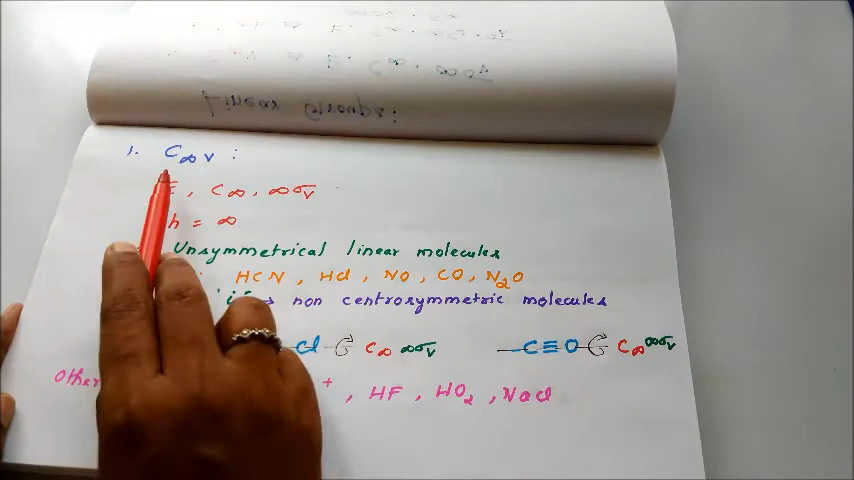 Linear Groups:
1. C∞v :
E, C∞, ∞σv
h = ∞
Unsymmetrical linear molecules
: HCN, HCl, NO, CO, N2O
'i' → non centrosymmetric molecules
Cl C∞ ∞σv —C≡O C∞ ∞σv
Other + , HF, HO2, NaCl